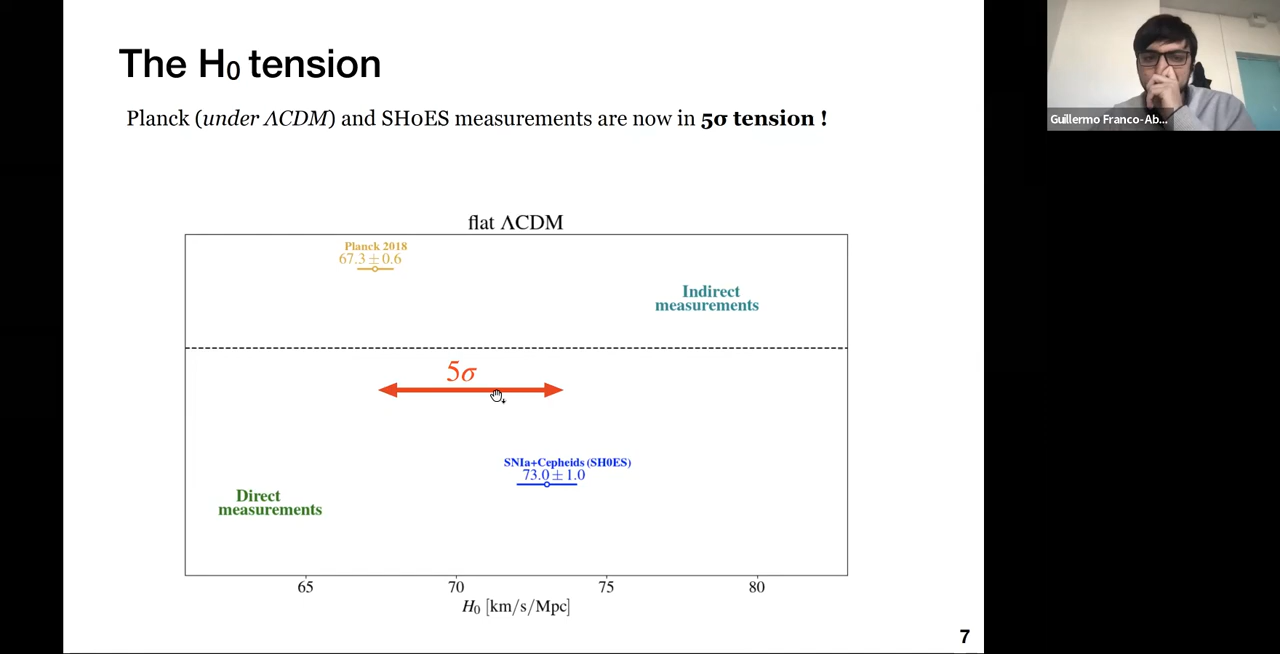 The H₀ tension
Planck (under ΛCDM) and SH0ES measurements are now in 5σ tension !
flat ΛCDM
Planck 2018
67.3 ± 0.6
Indirect
measurements
5σ
SNIa+Cepheids (SH0ES)
73.0 ± 1.0
Direct
measurements
65 70 75 80
H₀ [km/s/Mpc]
7
Guillermo Franco-Ab...